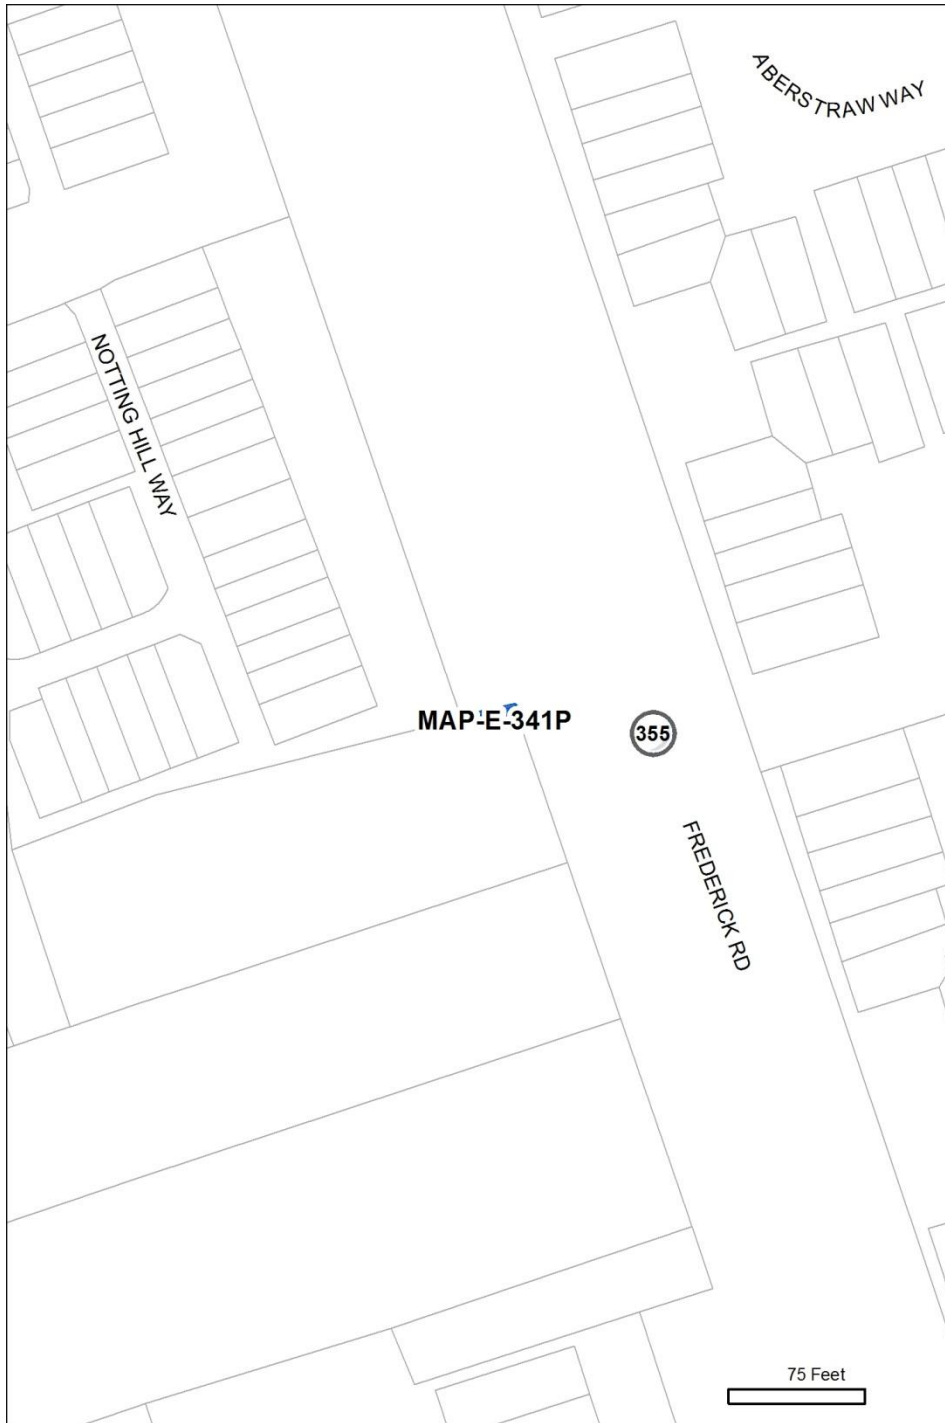 ABERSTRAW WAY
NOTTING HILL WAY
MAP-E-341P
355
FREDERICK RD
75 Feet